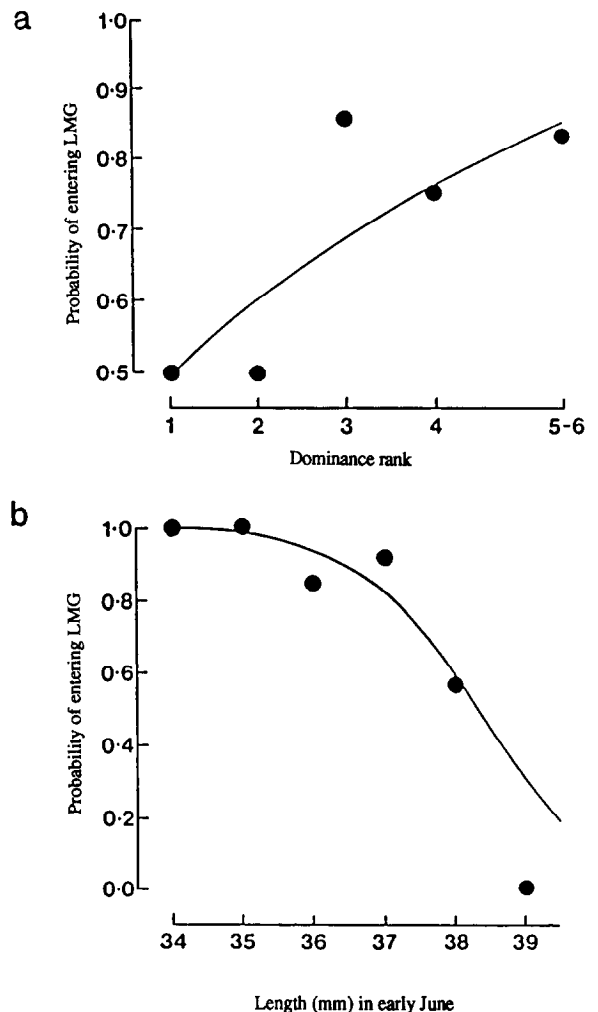 a
1·0
0·9
0·8
0·7
0·6
0·5
Probability of entering LMG
1 2 3 4 5-6
Dominance rank
b
1·0
0·8
0·6
0·4
0·2
0·0
Probability of entering LMG
34 35 36 37 38 39
Length (mm) in early June